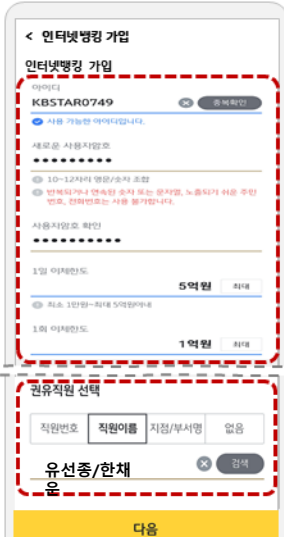 < 인터넷뱅킹 가입
인터넷뱅킹 가입
아이디
KBSTAR0749 중복확인
사용 가능한 아이디입니다.
새로운 사용자암호
●●●●●●●●●
10~12자리 영문/숫자 조합
반복되거나 연속된 숫자 또는 문자열, 노출되기 쉬운 주민
번호, 전화번호는 사용 불가합니다.
사용자암호 확인
●●●●●●●●●●
1일 이체한도
5억원 최대
최소 1만원~최대 5억원이내
1회 이체한도
1억원 최대
권유직원 선택
직원번호 직원이름 지점/부서명 없음
유선종/한채 검색
운
다음